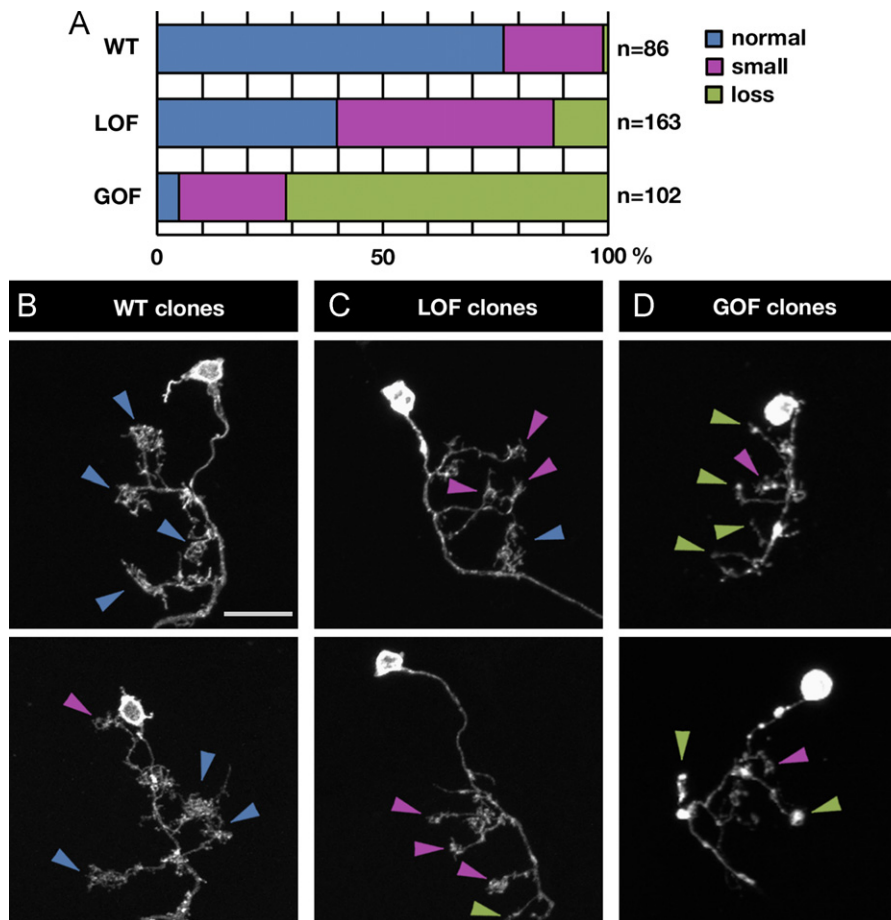 A
WT
n=86
LOF
n=163
GOF
n=102
0
50
100 %
normal
small
loss
B
WT clones
C
LOF clones
D
GOF clones